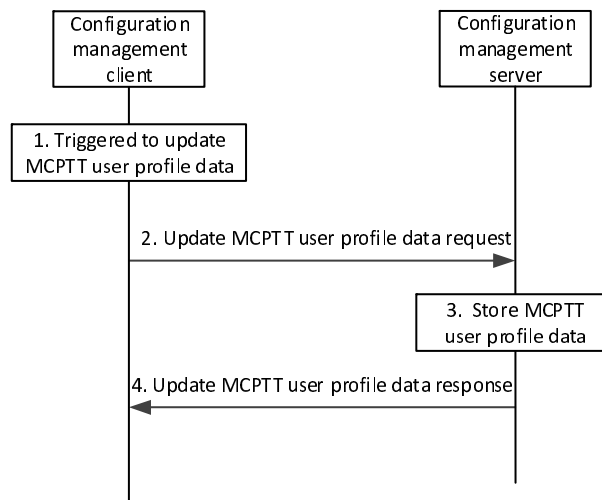 Configuration
management
client
Configuration
management
server
1. Triggered to update
MCPTT user profile data
2. Update MCPTT user profile data request
3. Store MCPTT
user profile data
4. Update MCPTT user profile data response